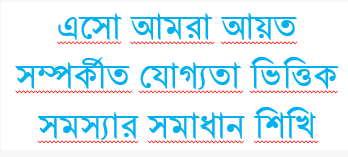 এসো আমরা আয়ত
সম্পর্কীত যোগ্যতা ভিত্তিক
সমস্যার সমাধান শিখি